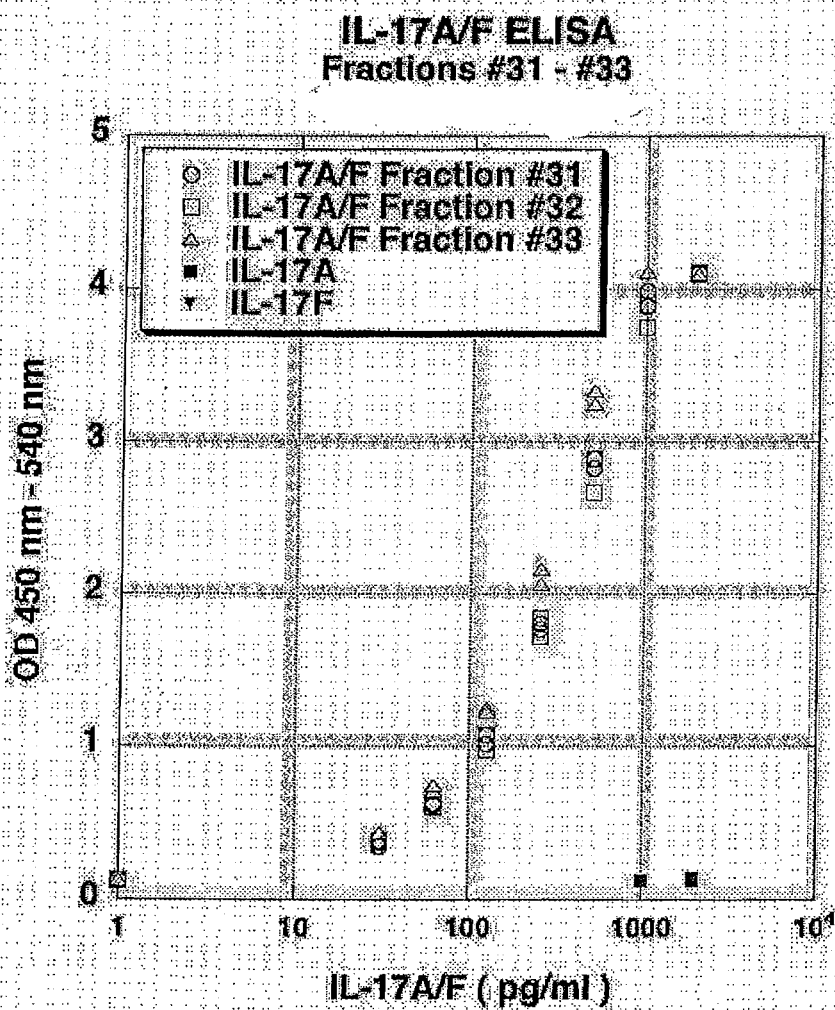 IL-17A/F ELISA
Fractions #31 - #33
5
IL-17A/F Fraction #31
IL-17A/F Fraction #32
IL-17A/F Fraction #33
IL-17A
IL-17F
4
3
2
1
0
OD 450 nm - 540 nm
1 10 100 1000 10⁴
IL-17A/F ( pg/ml )